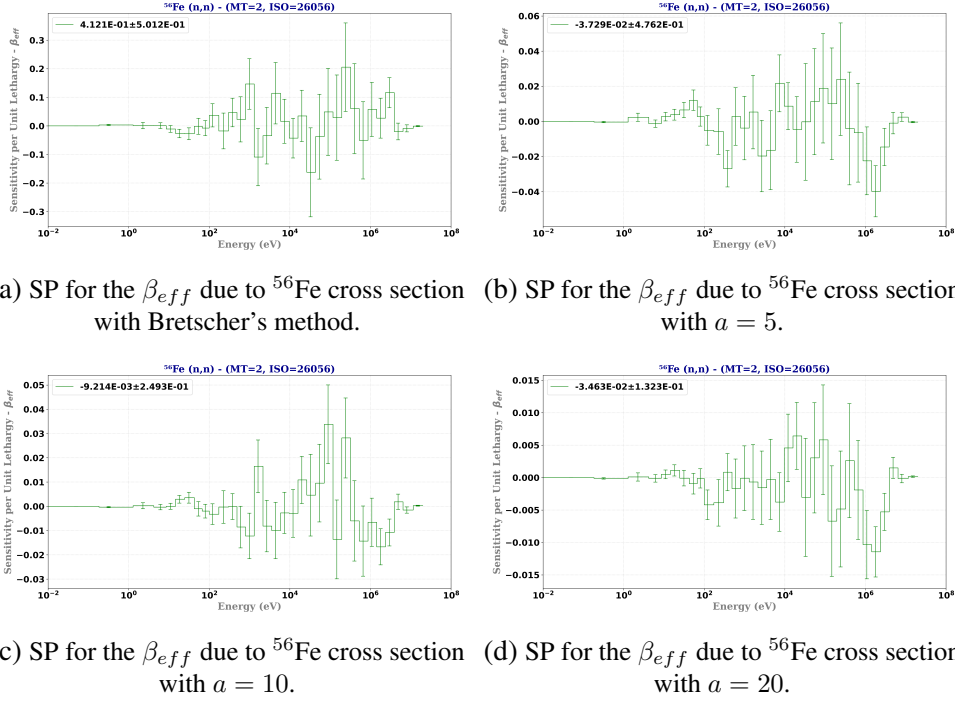 ⁵⁶Fe (n,n) - (MT=2, ISO=26056)
4.121E-01±5.012E-01
Sensitivity per Unit Lethargy - β_eff
0.3
0.2
0.1
0.0
−0.1
−0.2
−0.3
10⁻² 10⁰ 10² 10⁴ 10⁶ 10⁸
Energy (eV)
⁵⁶Fe (n,n) - (MT=2, ISO=26056)
-3.729E-02±4.762E-01
Sensitivity per Unit Lethargy - β_eff
0.06
0.04
0.02
0.00
−0.02
−0.04
10⁻² 10⁰ 10² 10⁴ 10⁶ 10⁸
Energy (eV)
a) SP for the β_eff due to ⁵⁶Fe cross section
with Bretscher's method.
(b) SP for the β_eff due to ⁵⁶Fe cross section
with a = 5.
⁵⁶Fe (n,n) - (MT=2, ISO=26056)
-9.214E-03±2.493E-01
Sensitivity per Unit Lethargy - β_eff
0.05
0.04
0.03
0.02
0.01
0.00
−0.01
−0.02
−0.03
10⁻² 10⁰ 10² 10⁴ 10⁶ 10⁸
Energy (eV)
⁵⁶Fe (n,n) - (MT=2, ISO=26056)
-3.463E-02±1.323E-01
Sensitivity per Unit Lethargy - β_eff
0.015
0.010
0.005
0.000
−0.005
−0.010
−0.015
10⁻² 10⁰ 10² 10⁴ 10⁶ 10⁸
Energy (eV)
c) SP for the β_eff due to ⁵⁶Fe cross section
with a = 10.
(d) SP for the β_eff due to ⁵⁶Fe cross section
with a = 20.